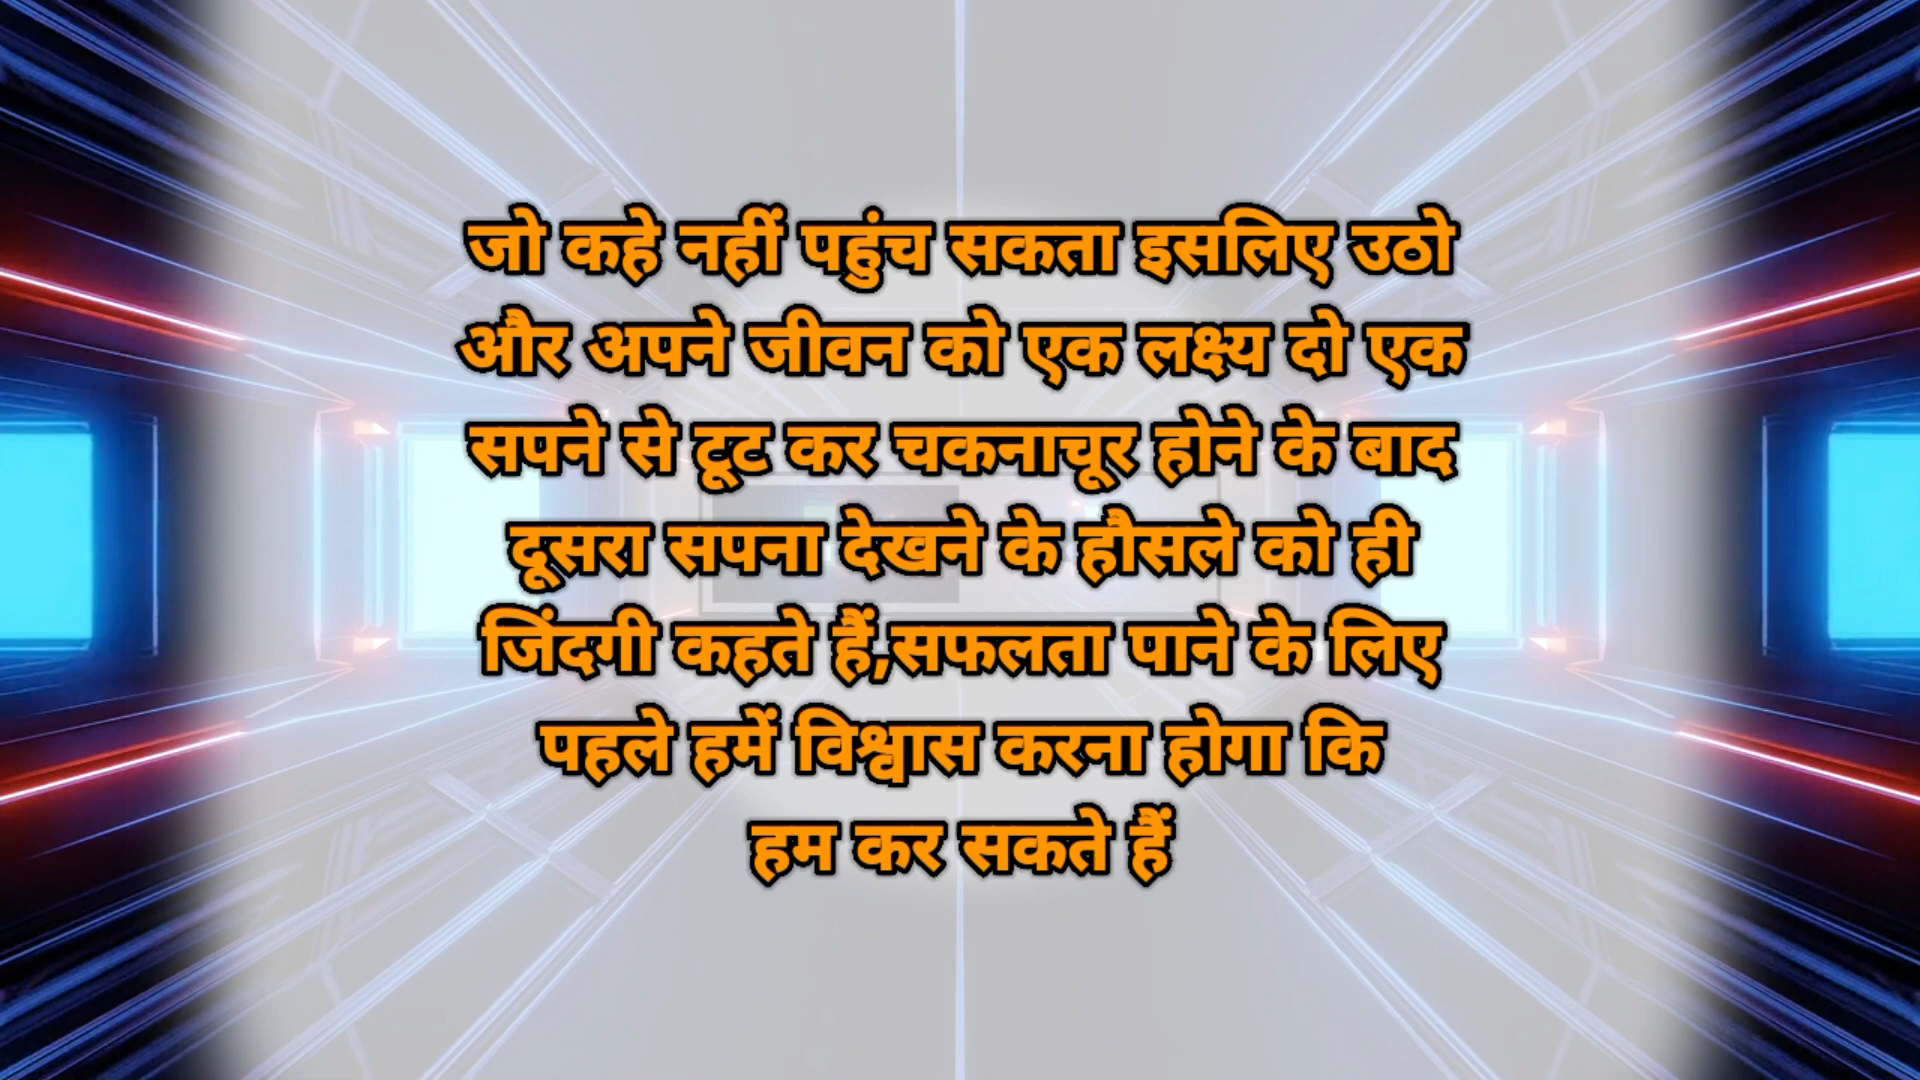 जो कहे नहीं पहुंच सकता इसलिए उठो
और अपने जीवन को एक लक्ष्य दो एक
सपने से टूट कर चकनाचूर होने के बाद
दूसरा सपना देखने के हौसले को ही
जिंदगी कहते हैं,सफलता पाने के लिए
पहले हमें विश्वास करना होगा कि
हम कर सकते हैं